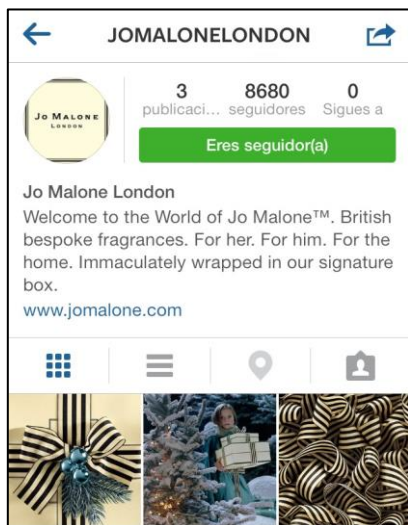 JOMALONELONDON
JO MALONE
LONDON
3 8680 0
publicaci... seguidores Sigues a
Eres seguidor(a)
Jo Malone London
Welcome to the World of Jo Malone™. British
bespoke fragrances. For her. For him. For the
home. Immaculately wrapped in our signature
box.
www.jomalone.com